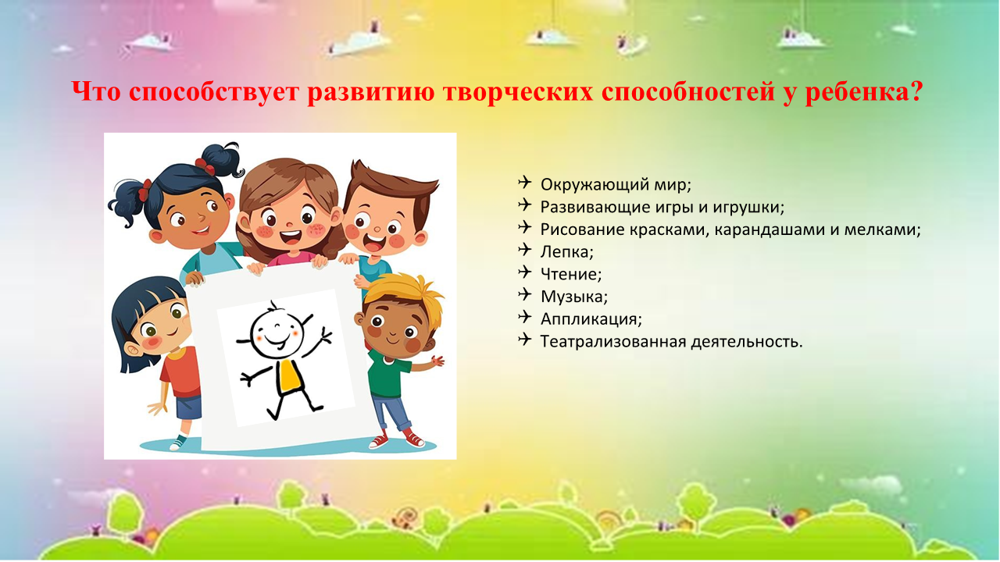 Что способствует развитию творческих способностей у ребенка?
✈ Окружающий мир;
✈ Развивающие игры и игрушки;
✈ Рисование красками, карандашами и мелками;
✈ Лепка;
✈ Чтение;
✈ Музыка;
✈ Аппликация;
✈ Театрализованная деятельность.